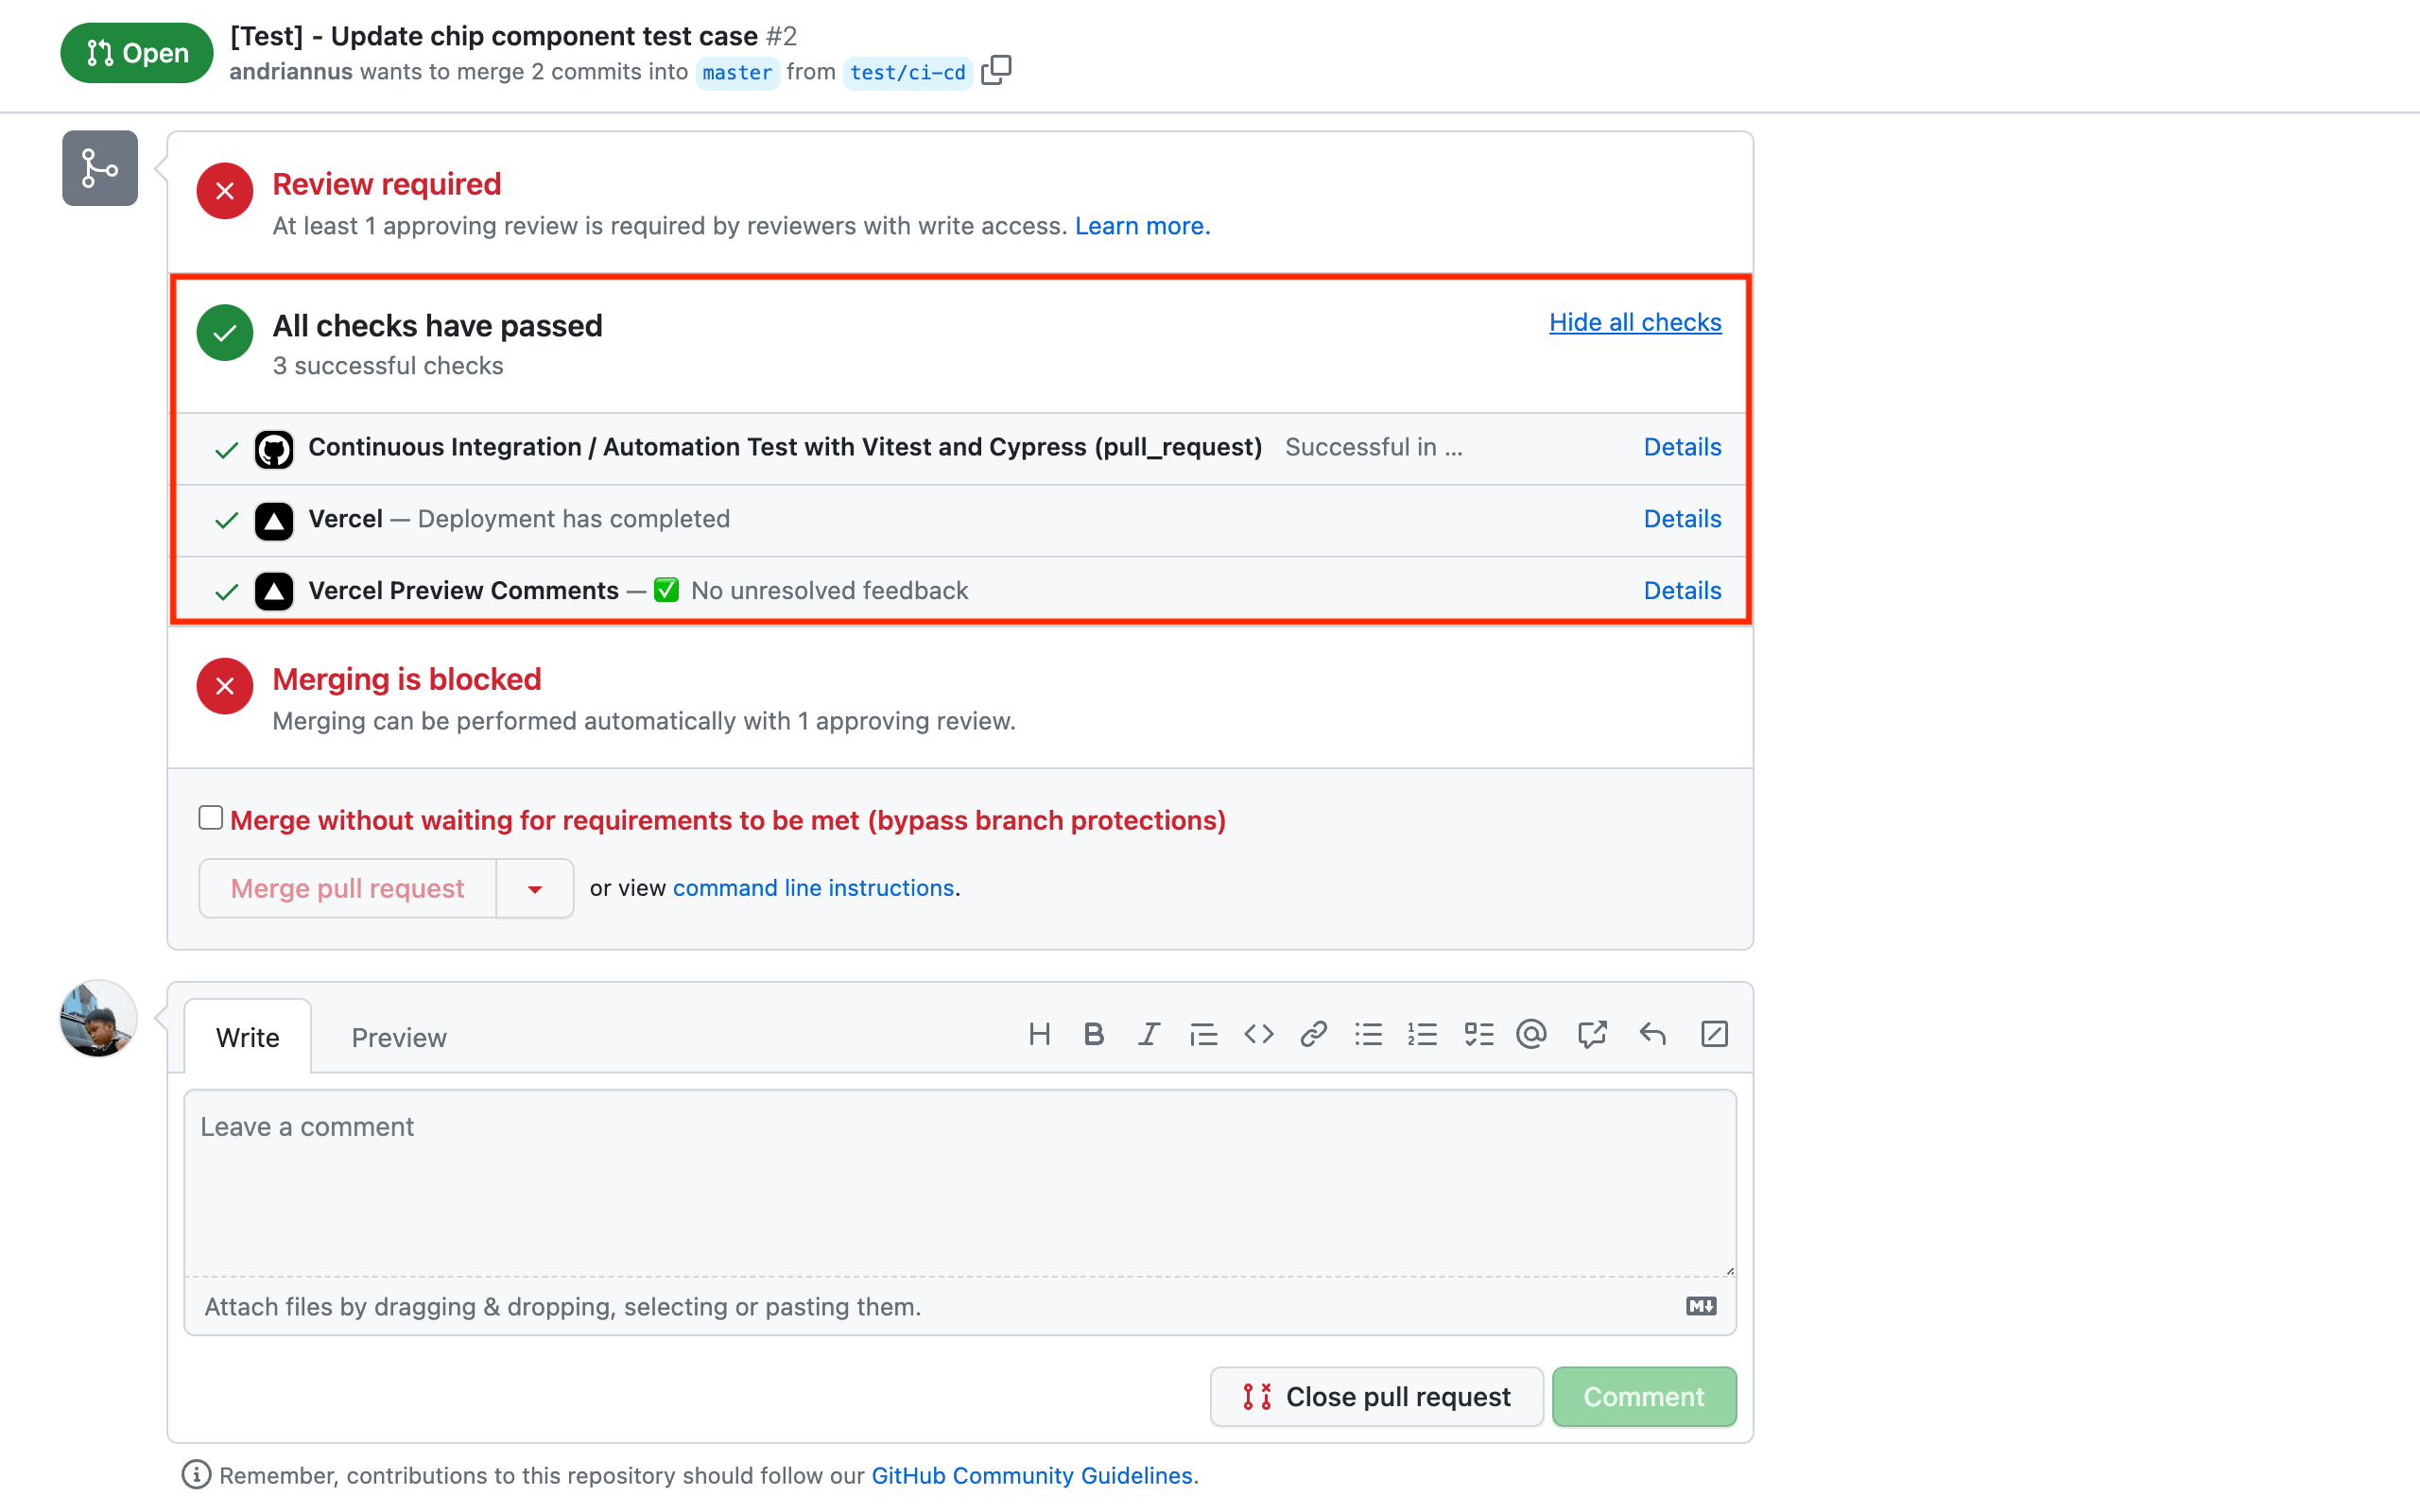 Open
[Test] - Update chip component test case #2
andriannus wants to merge 2 commits into master from test/ci-cd
Review required
At least 1 approving review is required by reviewers with write access. Learn more.
All checks have passed
Hide all checks
3 successful checks
Continuous Integration / Automation Test with Vitest and Cypress (pull_request) Successful in ... Details
Vercel — Deployment has completed Details
Vercel Preview Comments — ✅ No unresolved feedback Details
Merging is blocked
Merging can be performed automatically with 1 approving review.
Merge without waiting for requirements to be met (bypass branch protections)
Merge pull request or view command line instructions.
Write Preview
Leave a comment
Attach files by dragging & dropping, selecting or pasting them.
Close pull request Comment
Remember, contributions to this repository should follow our GitHub Community Guidelines.